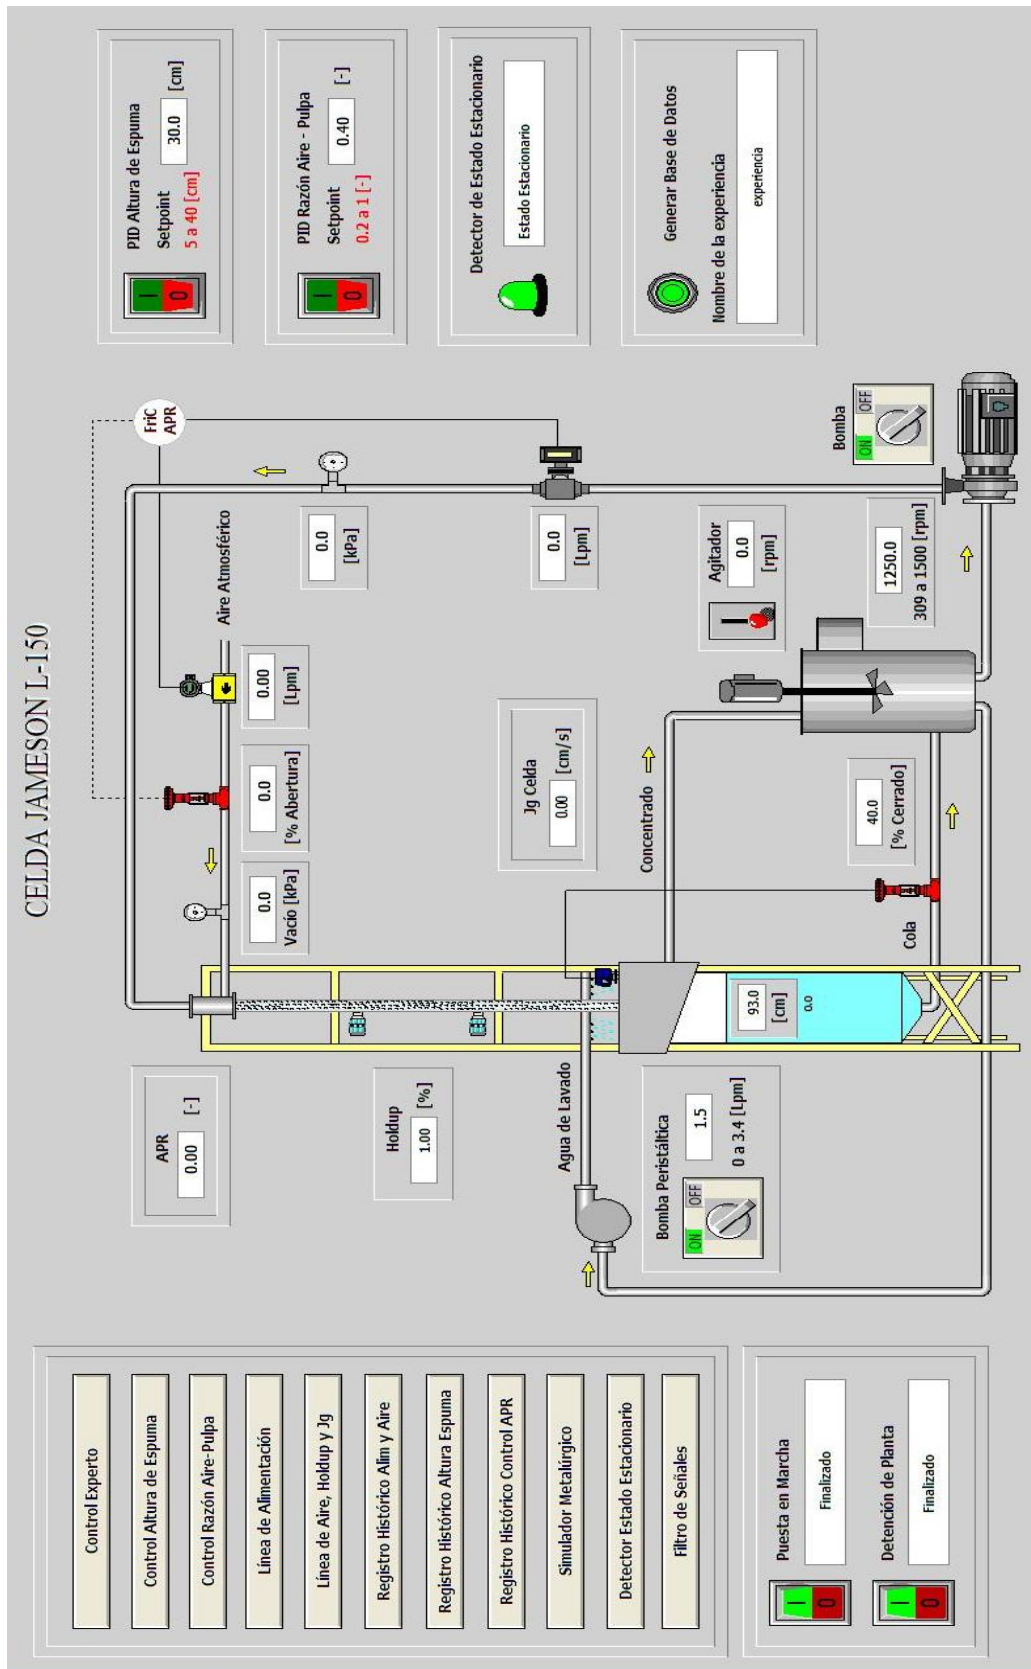 CELDA JAMESON L-150
Control Experto
Control Altura de Espuma
Control Razón Aire-Pulpa
Línea de Alimentación
Línea de Aire, Holdup y Jg
Registro Histórico Alim y Aire
Registro Histórico Altura Espuma
Registro Histórico Control APR
Simulador Metalúrgico
Detector Estado Estacionario
Filtro de Señales
Puesta en Marcha
I
0
Finalizado
Detención de Planta
I
0
Finalizado
APR
0.00 [-]
Holdup
1.00 [%]
Agua de Lavado
Bomba Peristáltica
ON OFF
1.5
0 a 3.4 [Lpm]
93.0
[cm]
0.0
0.0
Vacío [kPa]
0.0
[% Abertura]
0.00
[Lpm]
Aire Atmosférico
FriC
APR
0.0
[kPa]
0.0
[Lpm]
Jg Celda
0.00 [cm/s]
Concentrado
Cola
40.0
[% Cerrado]
Agitador
0.0
[rpm]
1250.0
309 a 1500 [rpm]
Bomba
ON OFF
PID Altura de Espuma
I
0
Setpoint
5 a 40 [cm]
30.0 [cm]
PID Razón Aire - Pulpa
I
0
Setpoint
0.2 a 1 [-]
0.40 [-]
Detector de Estado Estacionario
Estado Estacionario
Generar Base de Datos
Nombre de la experiencia
experiencia